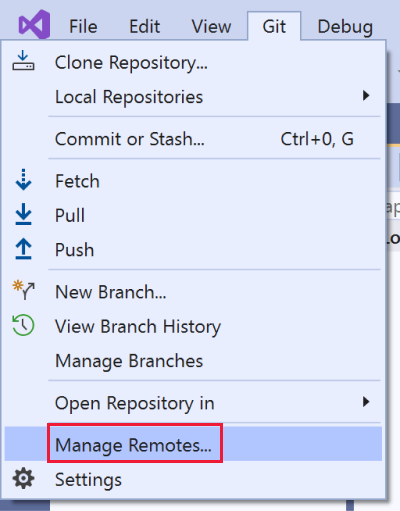 File Edit View Git Debug
Clone Repository...
Local Repositories
Commit or Stash... Ctrl+0, G
Fetch
Pull
Push
New Branch...
View Branch History
Manage Branches
Open Repository in
Manage Remotes...
Settings